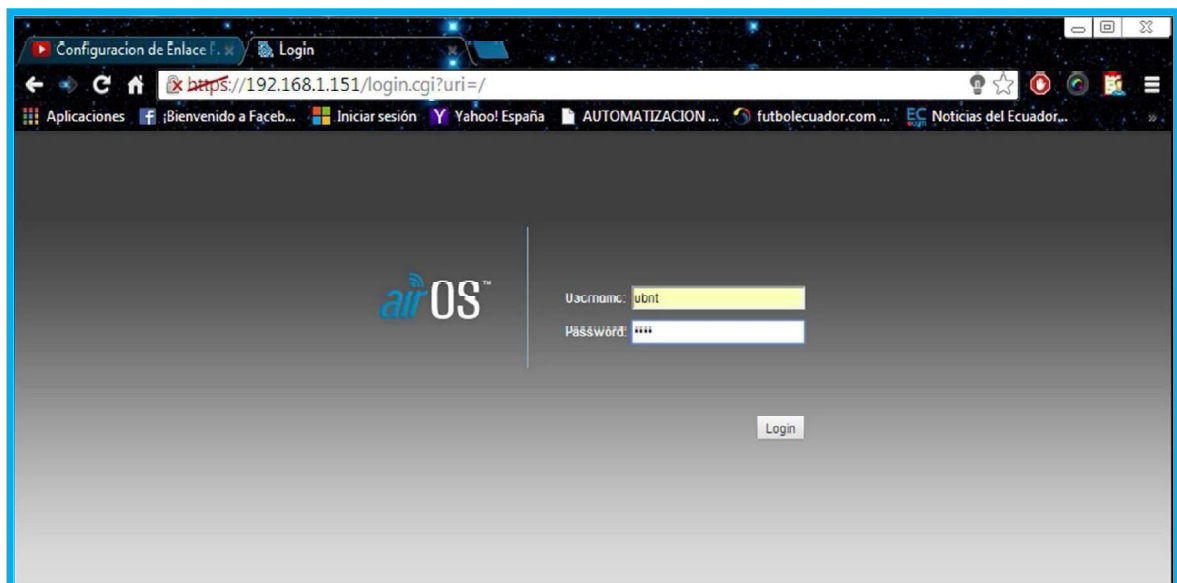 Configuracion de Enlace F.
Login
https://192.168.1.151/login.cgi?uri=/
Aplicaciones
¡Bienvenido a Faceb...
Iniciar sesión
Yahoo! España
AUTOMATIZACION ...
futbolecuador.com ...
Noticias del Ecuador,..
airOS™
Username: ubnt
Password: ••••
Login